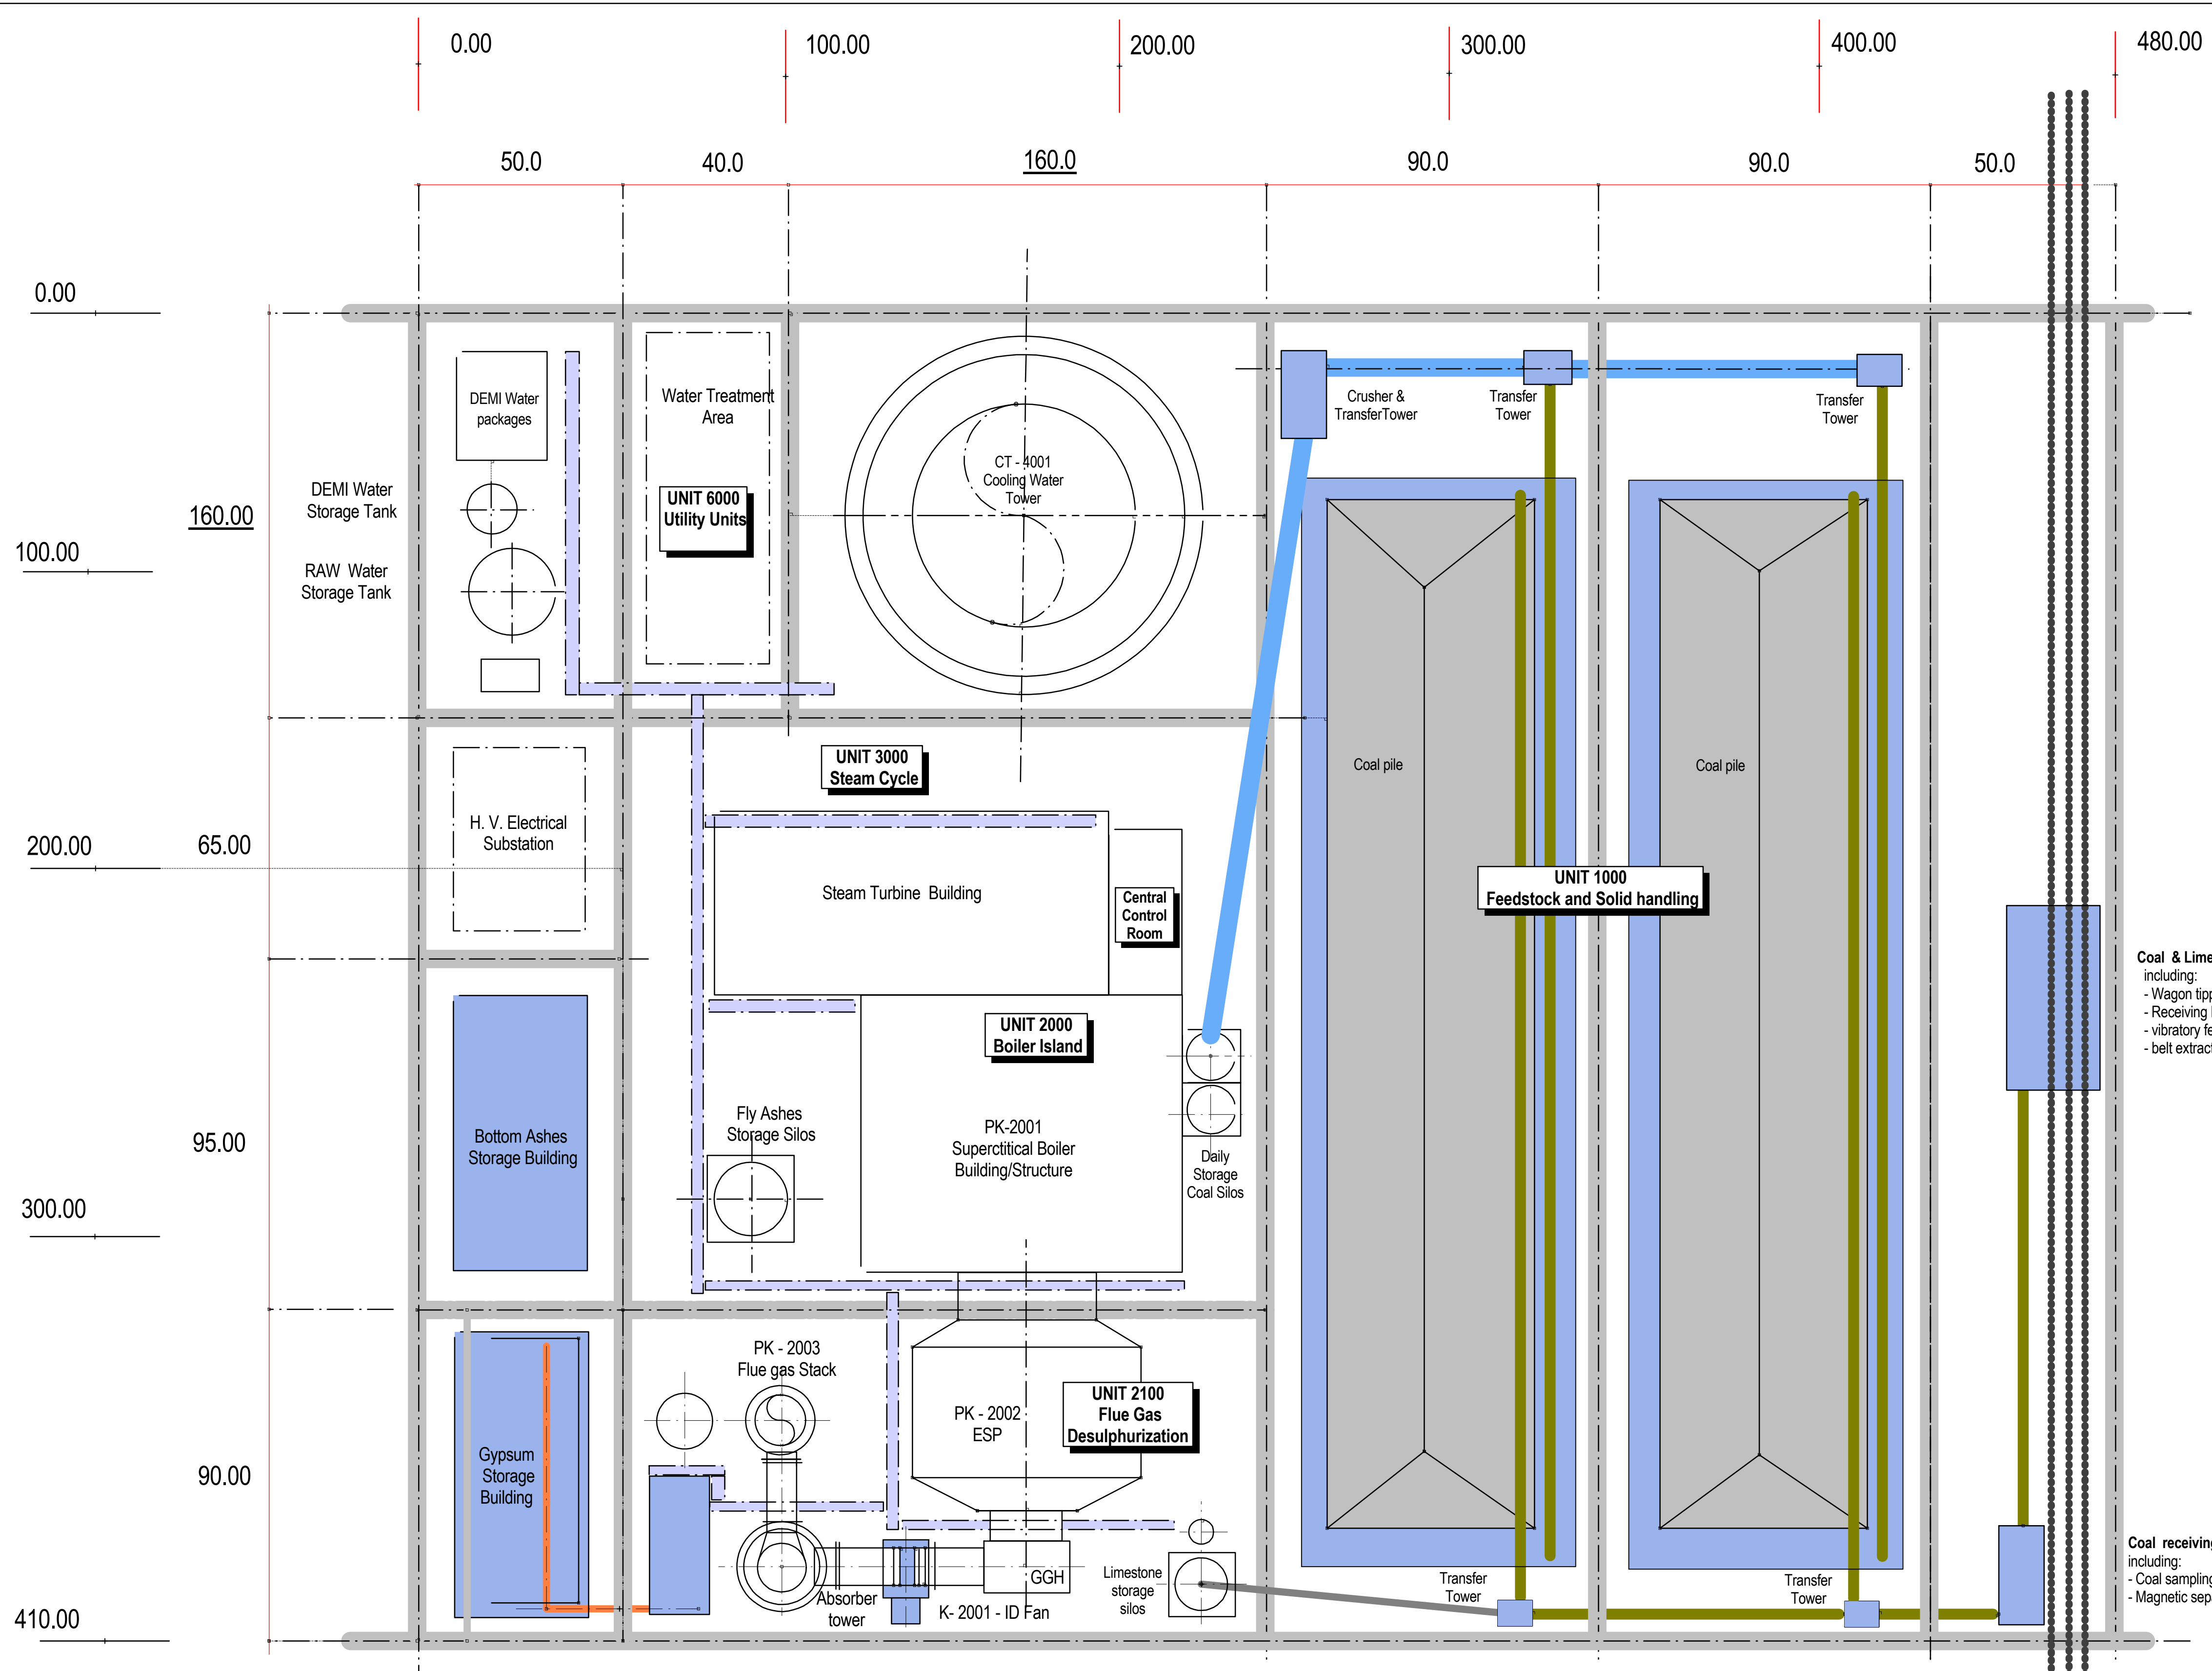 0.00
100.00
200.00
300.00
400.00
480.00
50.0
40.0
160.0
90.0
90.0
50.0
0.00
160.00
100.00
65.00
200.00
95.00
300.00
90.00
410.00
DEMI Water
packages
DEMI Water
Storage Tank
RAW Water
Storage Tank
Water Treatment
Area
UNIT 6000
Utility Units
CT - 4001
Cooling Water
Tower
Crusher &
TransferTower
Transfer
Tower
Transfer
Tower
H. V. Electrical
Substation
UNIT 3000
Steam Cycle
Steam Turbine Building
Central
Control
Room
Coal pile
Coal pile
UNIT 1000
Feedstock and Solid handling
UNIT 2000
Boiler Island
Bottom Ashes
Storage Building
Fly Ashes
Storage Silos
PK-2001
Superctitical Boiler
Building/Structure
Daily
Storage
Coal Silos
Coal & Lime
including:
- Wagon tipp
- Receiving
- vibratory fe
- belt extract
Gypsum
Storage
Building
PK - 2003
Flue gas Stack
PK - 2002
ESP
UNIT 2100
Flue Gas
Desulphurization
Absorber
tower
K- 2001 - ID Fan
GGH
Limestone
storage
silos
Transfer
Tower
Transfer
Tower
Coal receiving
including:
- Coal sampling
- Magnetic sepa